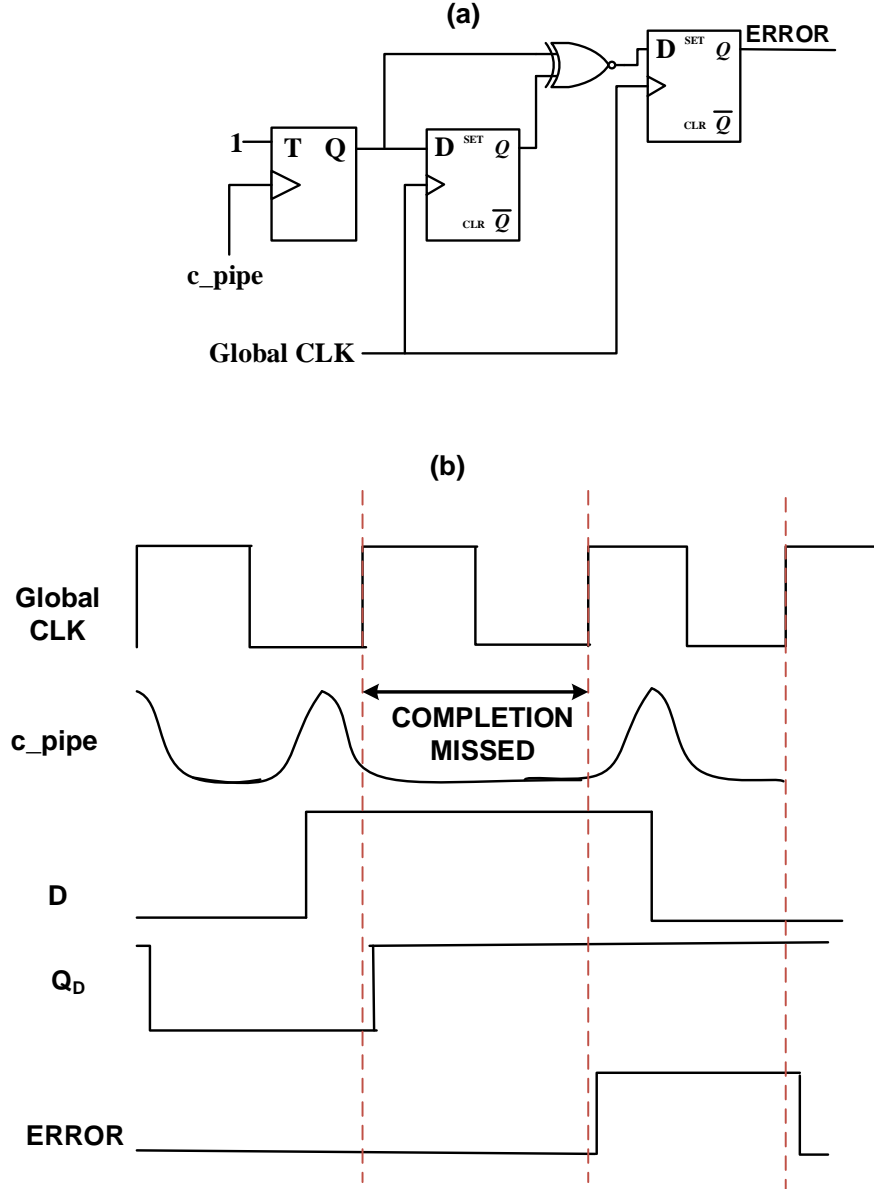 (a)
ERROR
D SET Q
CLR Q
1 T Q
D SET Q
CLR Q
c_pipe
Global CLK
(b)
Global
CLK
COMPLETION
MISSED
c_pipe
D
QD
ERROR